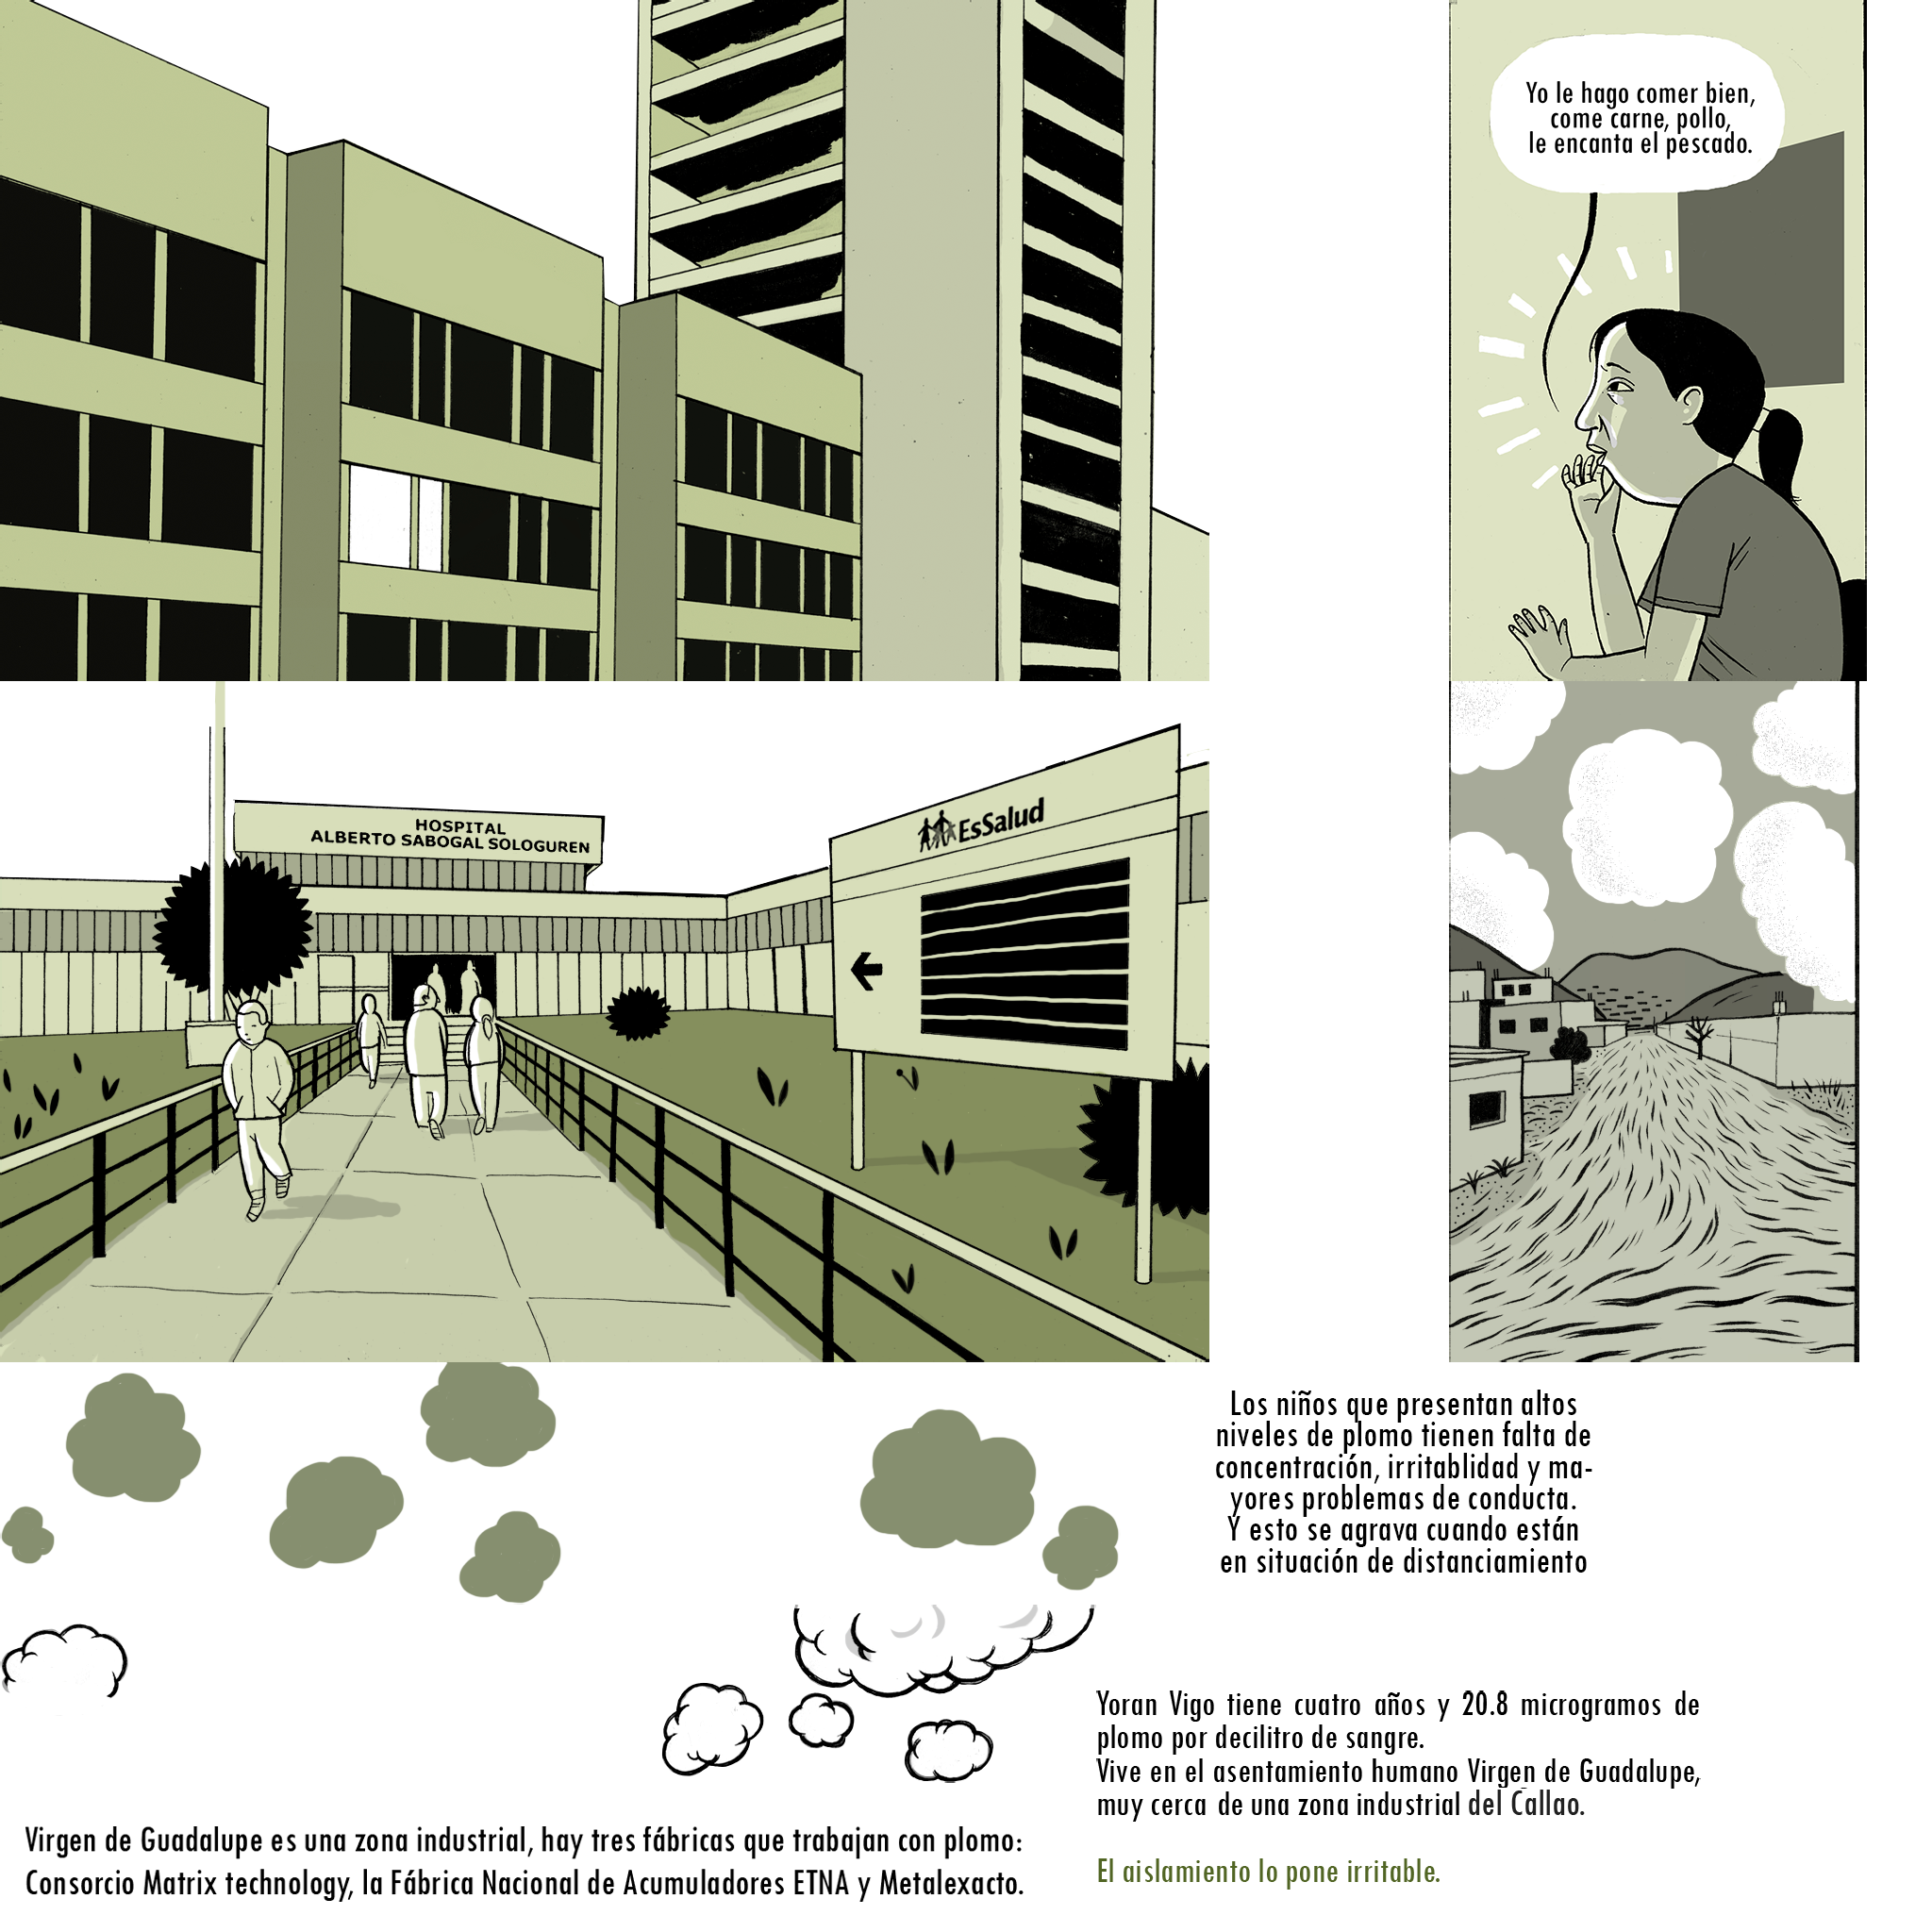 Yo le hago comer bien,
come carne, pollo,
le encanta el pescado.
HOSPITAL
ALBERTO SABOGAL SOLOGUREN
EsSalud
Los niños que presentan altos
niveles de plomo tienen falta de
concentración, irritablidad y ma-
yores problemas de conducta.
Y esto se agrava cuando están
en situación de distanciamiento
Yoran Vigo tiene cuatro años y 20.8 microgramos de
plomo por decilitro de sangre.
Vive en el asentamiento humano Virgen de Guadalupe,
muy cerca de una zona industrial del Callao.
El aislamiento lo pone irritable.
Virgen de Guadalupe es una zona industrial, hay tres fábricas que trabajan con plomo:
Consorcio Matrix technology, la Fábrica Nacional de Acumuladores ETNA y Metalexacto.